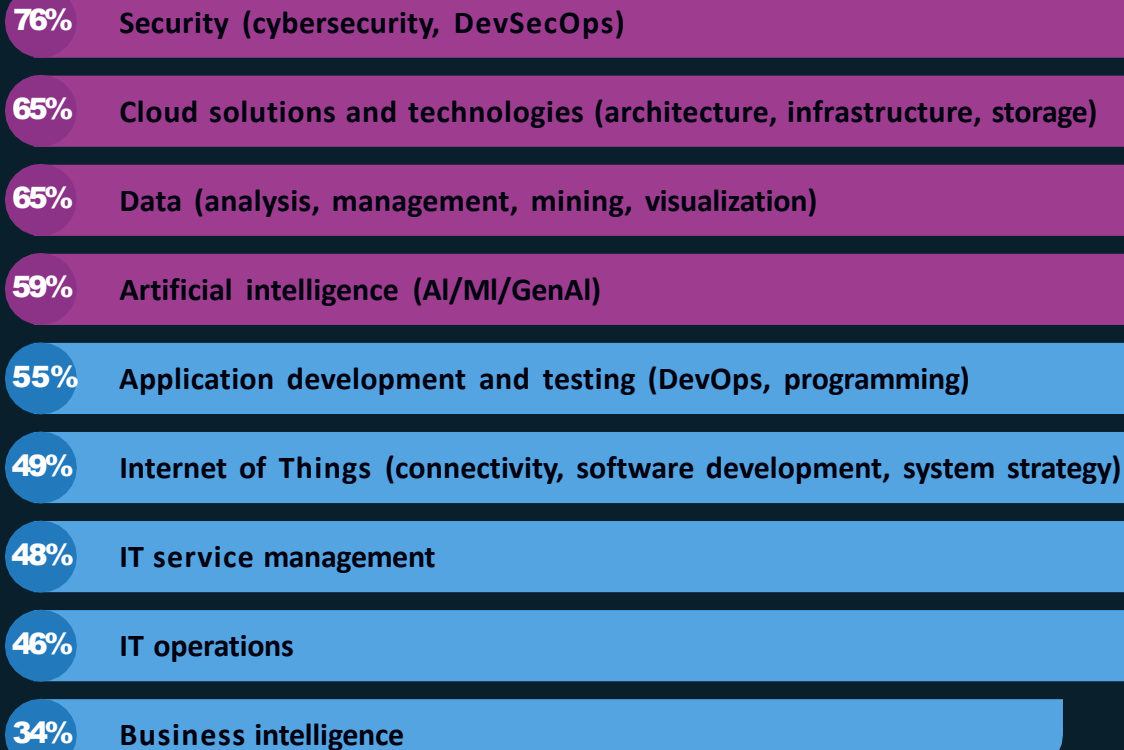 76% Security (cybersecurity, DevSecOps)
65% Cloud solutions and technologies (architecture, infrastructure, storage)
65% Data (analysis, management, mining, visualization)
59% Artificial intelligence (Al/Ml/GenAl)
55% Application development and testing (DevOps, programming)
49% Internet of Things (connectivity, software development, system strategy)
48% IT service management
46% IT operations
34% Business intelligence